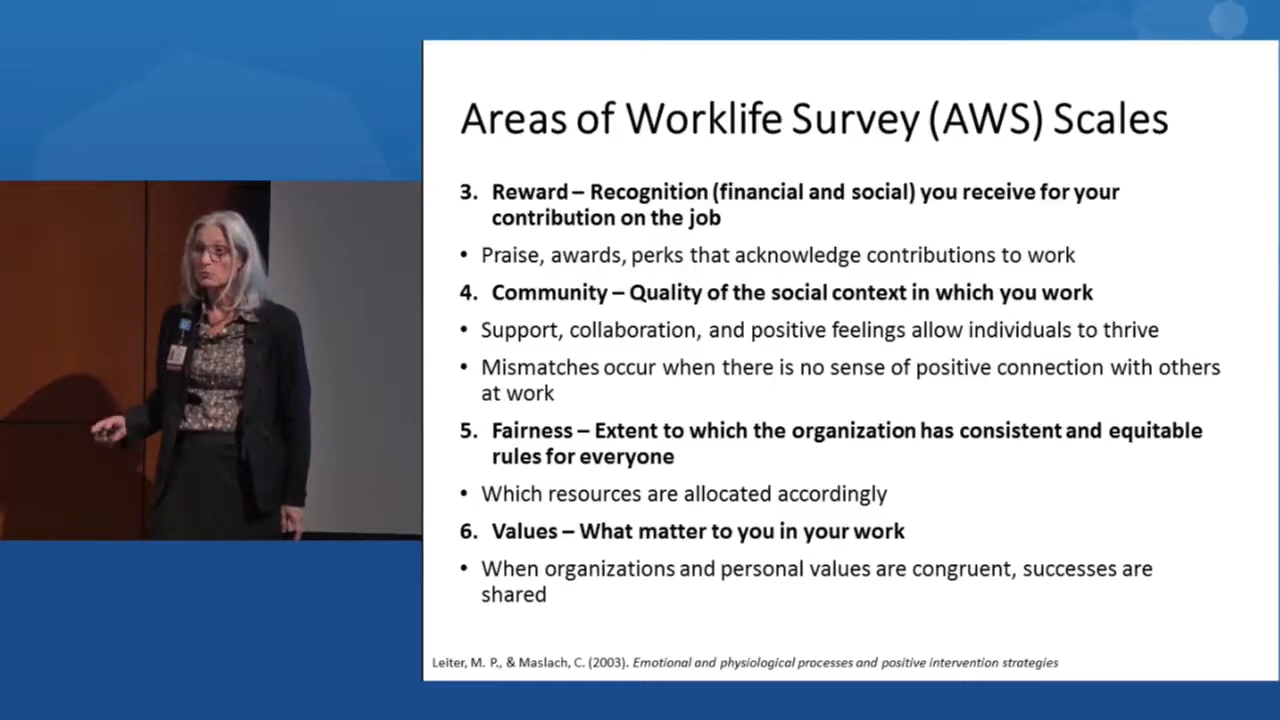 Areas of Worklife Survey (AWS) Scales
3. Reward – Recognition (financial and social) you receive for your
contribution on the job
• Praise, awards, perks that acknowledge contributions to work
4. Community – Quality of the social context in which you work
• Support, collaboration, and positive feelings allow individuals to thrive
• Mismatches occur when there is no sense of positive connection with others
at work
5. Fairness – Extent to which the organization has consistent and equitable
rules for everyone
• Which resources are allocated accordingly
6. Values – What matter to you in your work
• When organizations and personal values are congruent, successes are
shared
Leiter, M. P., & Maslach, C. (2003). Emotional and physiological processes and positive intervention strategies